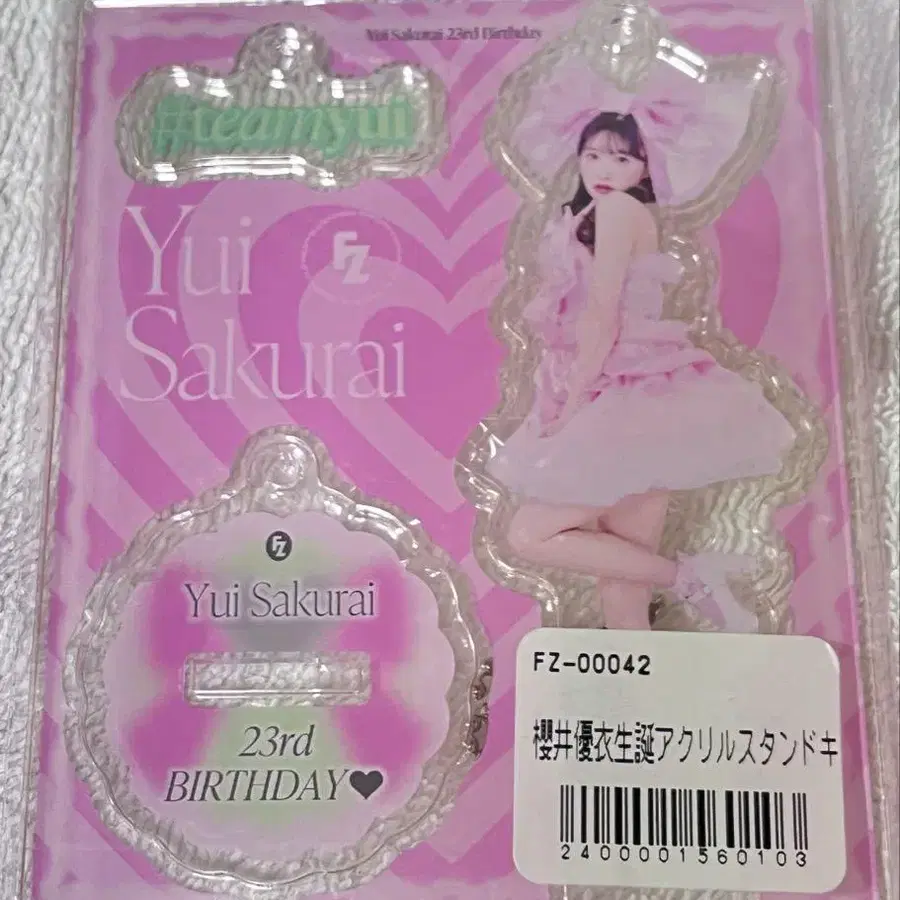 Yui Sakurai 23rd Birthday
#teamyui
Yui
FZ
Sakurai
FZ
Yui Sakurai
23rd
BIRTHDAY♥
FZ-00042
櫻井優衣生誕アクリルスタンドキ
2400001560103